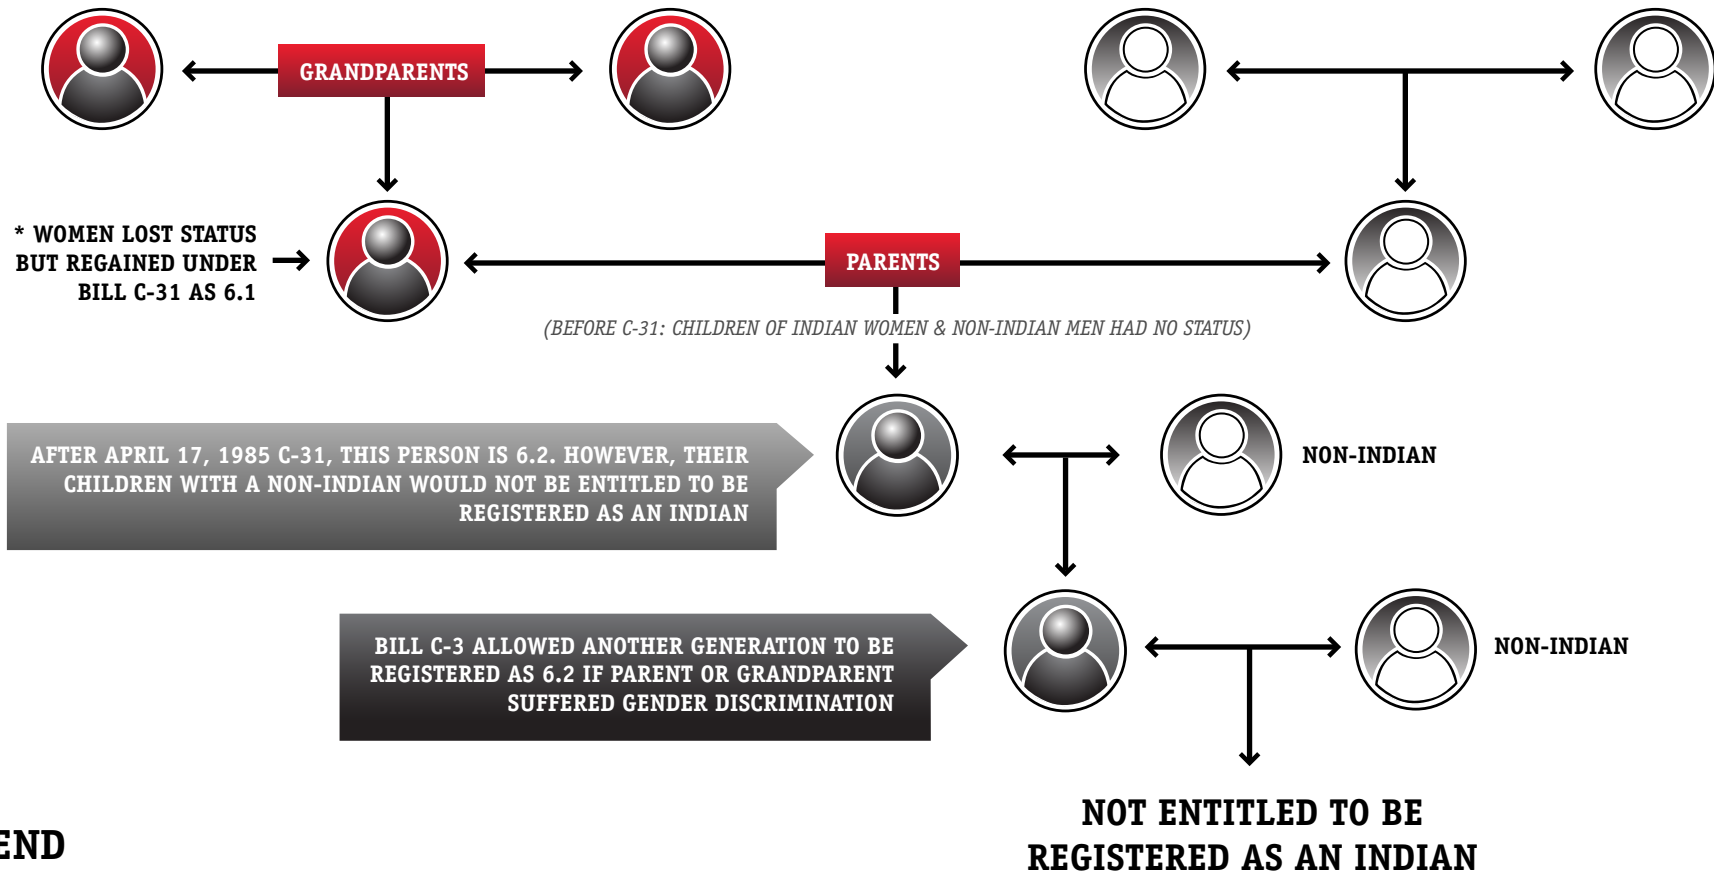 GRANDPARENTS
* WOMEN LOST STATUS
BUT REGAINED UNDER
BILL C-31 AS 6.1
PARENTS
(BEFORE C-31: CHILDREN OF INDIAN WOMEN & NON-INDIAN MEN HAD NO STATUS)
AFTER APRIL 17, 1985 C-31, THIS PERSON IS 6.2. HOWEVER, THEIR
CHILDREN WITH A NON-INDIAN WOULD NOT BE ENTITLED TO BE
REGISTERED AS AN INDIAN
NON-INDIAN
BILL C-3 ALLOWED ANOTHER GENERATION TO BE
REGISTERED AS 6.2 IF PARENT OR GRANDPARENT
SUFFERED GENDER DISCRIMINATION
NON-INDIAN
NOT ENTITLED TO BE
REGISTERED AS AN INDIAN
END